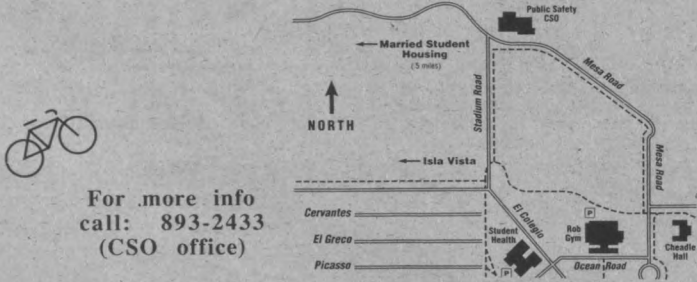 Public Safety
CSO
Married Student
Housing
(5 miles)
Mesa Road
Stadium Road
NORTH
Mesa Road
Isla Vista
For more info
call: 893-2433
(CSO office)
Cervantes
El Colegio
P
El Greco
Student
Health
Rob
Gym
Cheadle
Hall
Picasso
P
Ocean Road